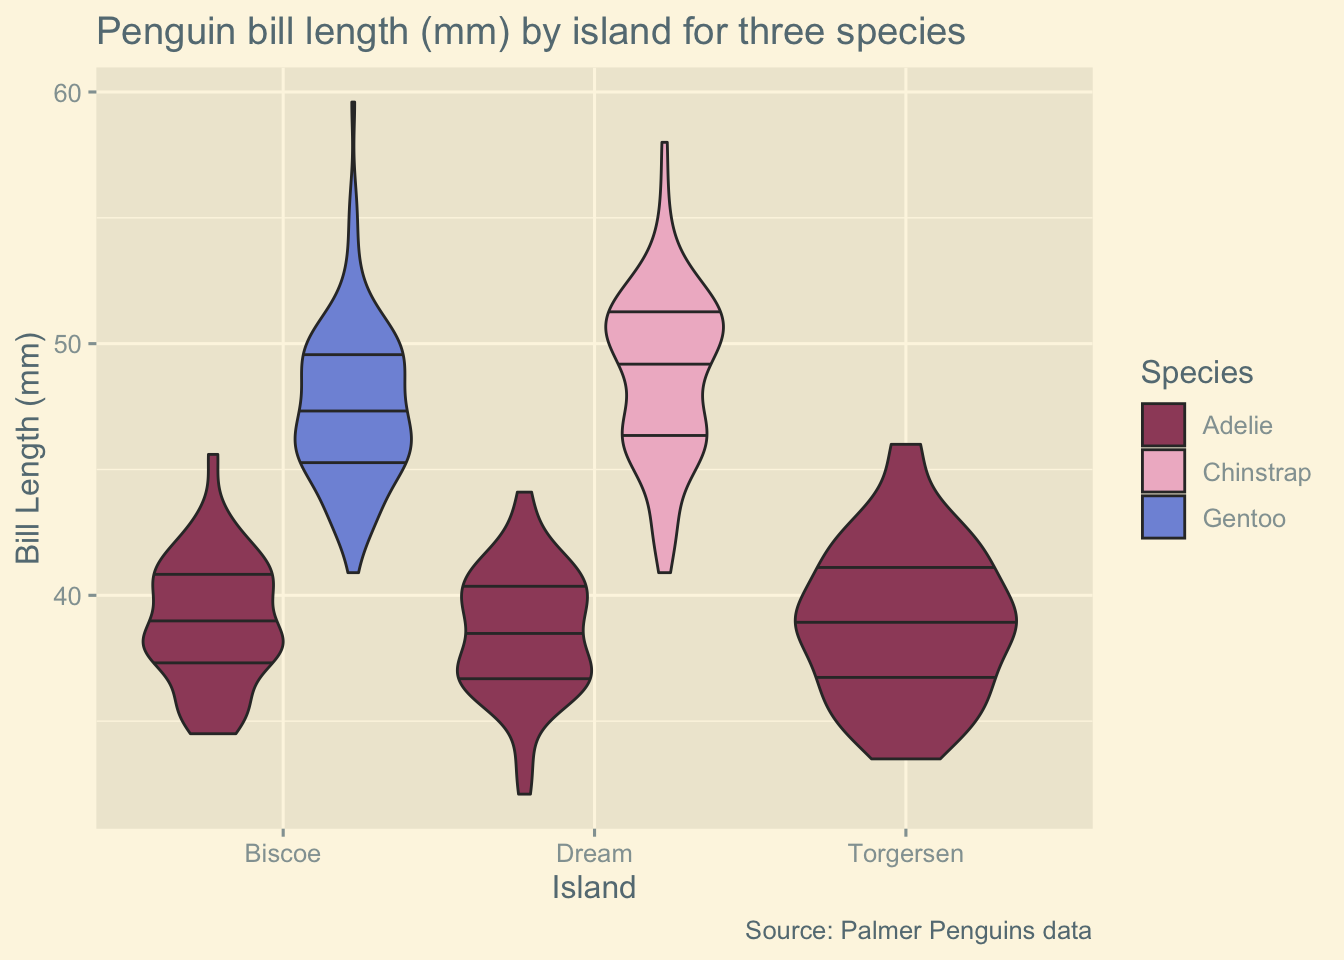 Penguin bill length (mm) by island for three species
Bill Length (mm)
60
50
40
Biscoe
Dream
Torgersen
Island
Species
Adelie
Chinstrap
Gentoo
Source: Palmer Penguins data